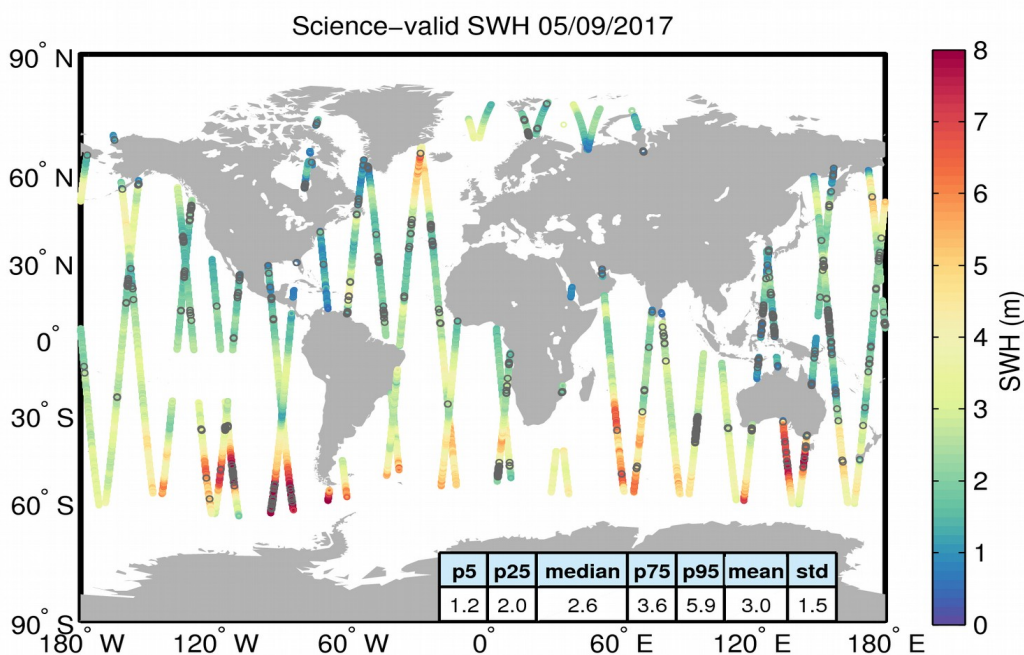 Science-valid SWH 05/09/2017
90° N
60° N
30° N
0°
30° S
60° S
90° S
180° W
120° W
60° W
0°
60° E
120° E
180° E
8
7
6
5
4
3
2
1
0
SWH (m)
p5 p25 median p75 p95 mean std
1.2 2.0 2.6 3.6 5.9 3.0 1.5